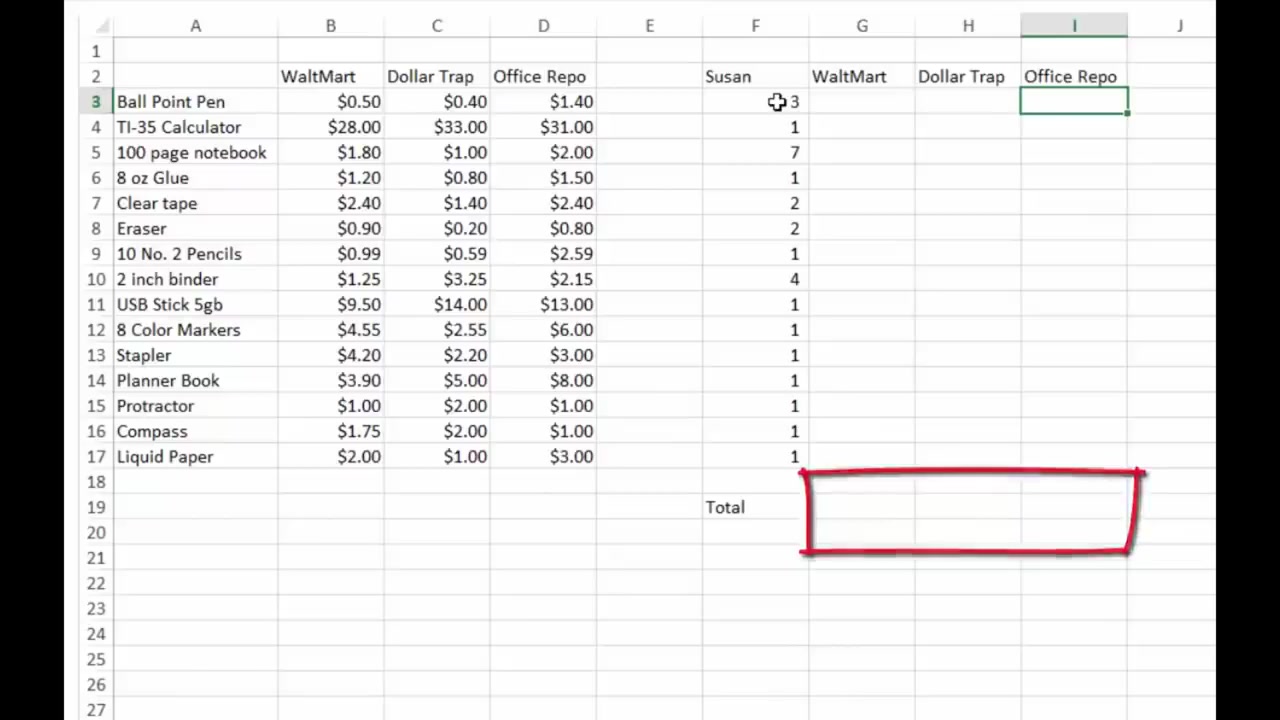 A B C D E F G H I J
1
2 WaltMart Dollar Trap Office Repo Susan WaltMart Dollar Trap Office Repo
3 Ball Point Pen $0.50 $0.40 $1.40 3
4 TI-35 Calculator $28.00 $33.00 $31.00 1
5 100 page notebook $1.80 $1.00 $2.00 7
6 8 oz Glue $1.20 $0.80 $1.50 1
7 Clear tape $2.40 $1.40 $2.40 2
8 Eraser $0.90 $0.20 $0.80 2
9 10 No. 2 Pencils $0.99 $0.59 $2.59 1
10 2 inch binder $1.25 $3.25 $2.15 4
11 USB Stick 5gb $9.50 $14.00 $13.00 1
12 8 Color Markers $4.55 $2.55 $6.00 1
13 Stapler $4.20 $2.20 $3.00 1
14 Planner Book $3.90 $5.00 $8.00 1
15 Protractor $1.00 $2.00 $1.00 1
16 Compass $1.75 $2.00 $1.00 1
17 Liquid Paper $2.00 $1.00 $3.00 1
18
19 Total
20
21
22
23
24
25
26
27